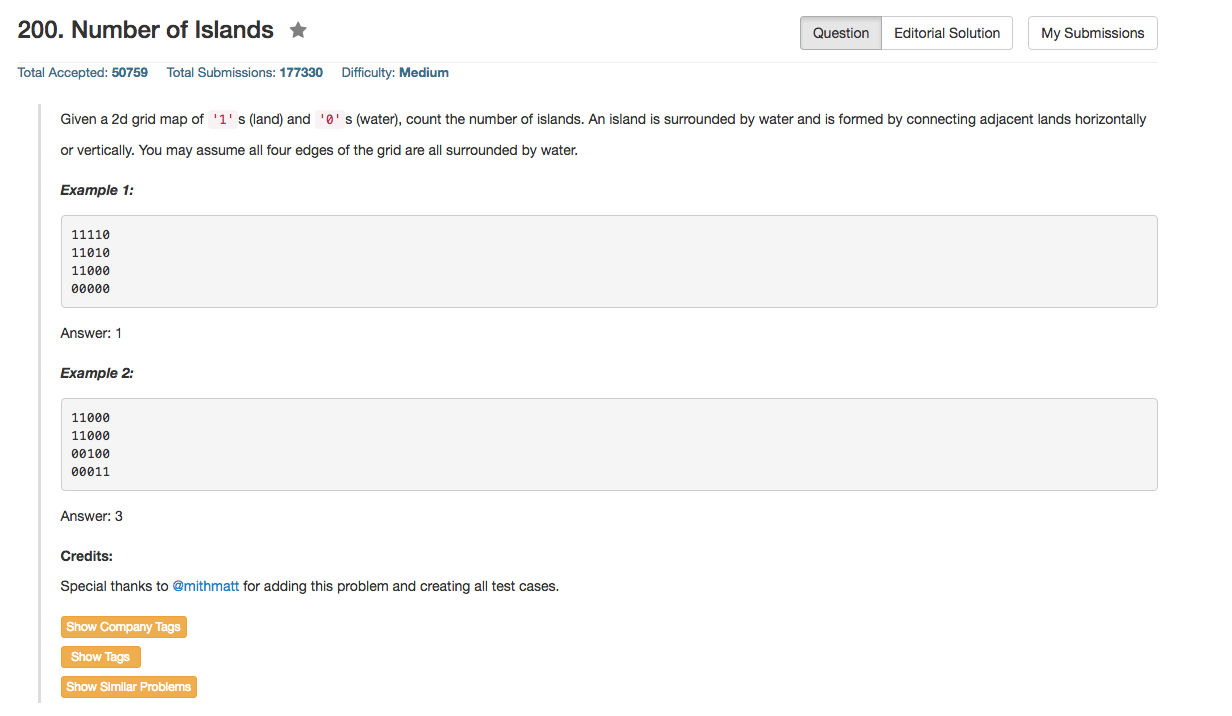 200. Number of Islands
Question
Editorial Solution
My Submissions
Total Accepted: 50759 Total Submissions: 177330 Difficulty: Medium
Given a 2d grid map of '1' s (land) and '0' s (water), count the number of islands. An island is surrounded by water and is formed by connecting adjacent lands horizontally
or vertically. You may assume all four edges of the grid are all surrounded by water.
Example 1:
11110
11010
11000
00000
Answer: 1
Example 2:
11000
11000
00100
00011
Answer: 3
Credits:
Special thanks to @mithmatt for adding this problem and creating all test cases.
Show Company Tags
Show Tags
Show Similar Problems